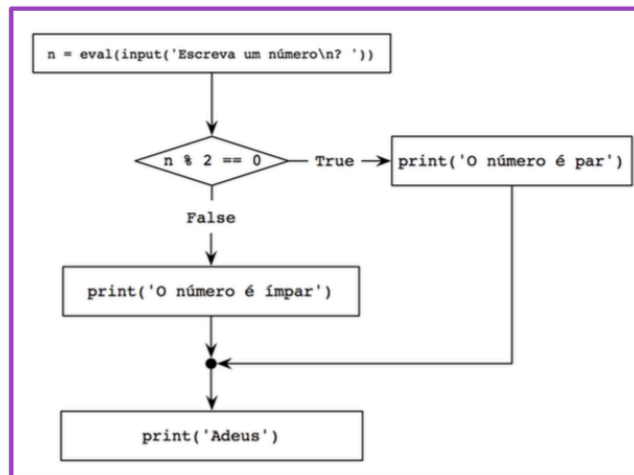 n = eval(input('Escreva um número\n? '))
n % 2 == 0
True
print('O número é par')
False
print('O número é ímpar')
print('Adeus')